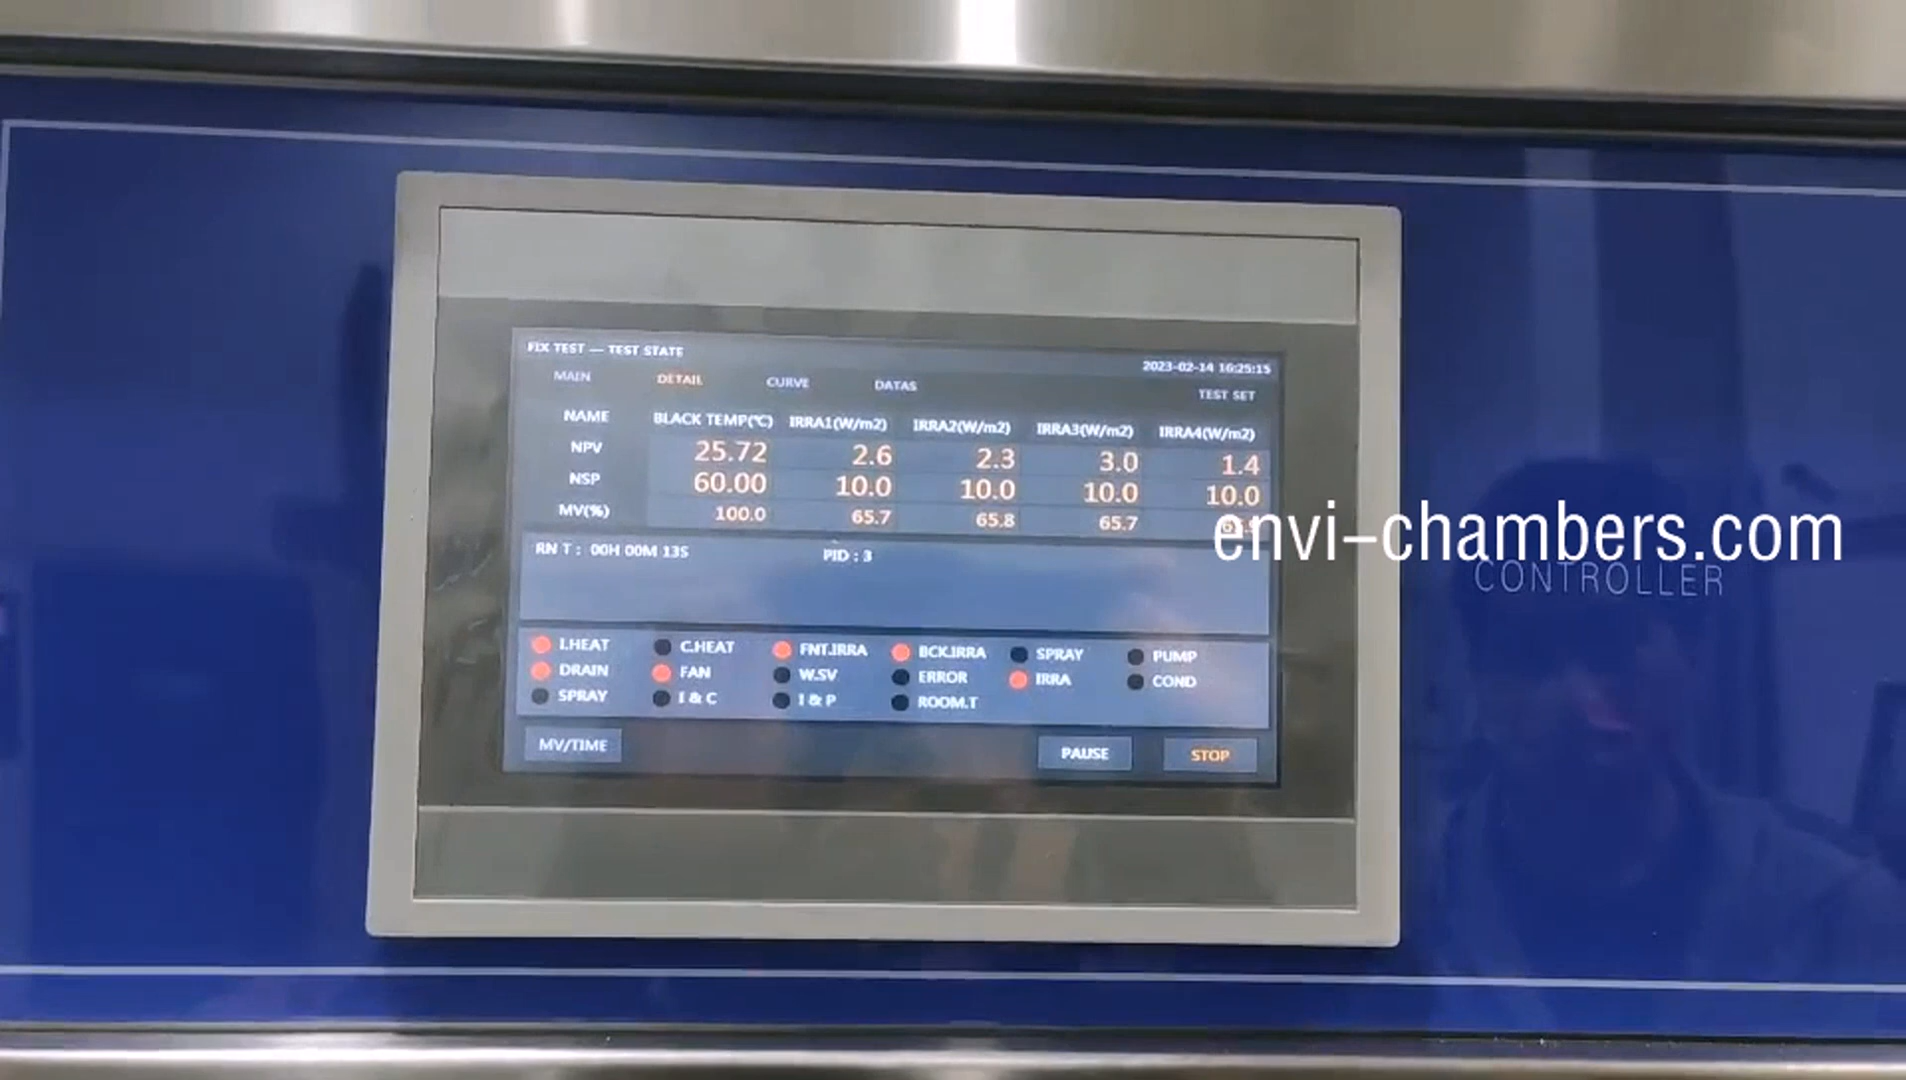 FIX TEST — TEST STATE
2023-02-14 16:25:15
MAIN DETAIL CURVE DATAS TEST SET
NAME BLACK TEMP(℃) IRRA1(W/m2) IRRA2(W/m2) IRRA3(W/m2) IRRA4(W/m2)
NPV 25.72 2.6 2.3 3.0 1.4
NSP 60.00 10.0 10.0 10.0 10.0
MV(%) 100.0 65.7 65.8 65.7
envi-chambers.com
CONTROLLER
RN T : 00H 00M 13S PID : 3
I.HEAT C.HEAT FNT.IRRA BCK.IRRA SPRAY PUMP
DRAIN FAN W.SV ERROR IRRA COND
SPRAY I & C I & P ROOM.T
MV/TIME PAUSE STOP